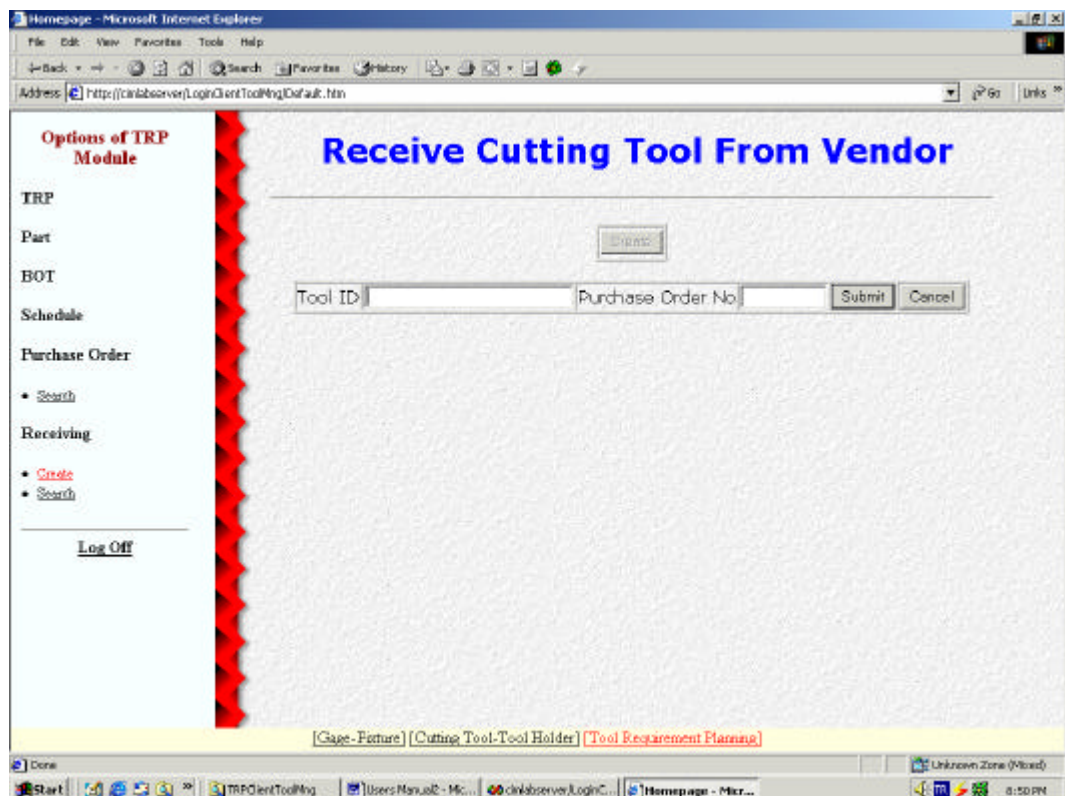 Homepage - Microsoft Internet Explorer
File Edit View Favorites Tools Help
Back Search Favorites History
Address http://cimlabserver/LoginClientToolMng/Default.htm Go Links »
Options of TRP
Module
TRP
Part
BOT
Schedule
Purchase Order
• Search
Receiving
• Create
• Search
Log Off
Receive Cutting Tool From Vendor
Create
Tool ID Purchase Order No Submit Cancel
[Gage-Fixture] [Cutting Tool-Tool Holder] [Tool Requirement Planning]
Done Unknown Zone (Mixed)
Start » TRPClientToolMng Users Manual2 - Mic... cimlabserver/LoginC... Homepage - Micr... 8:50 PM